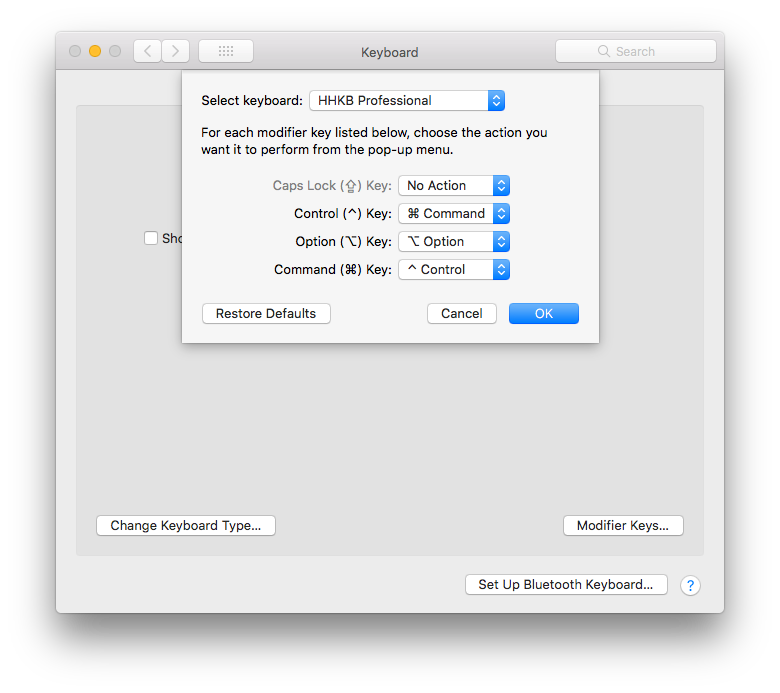 Keyboard
Search
Select keyboard: HHKB Professional
For each modifier key listed below, choose the action you
want it to perform from the pop-up menu.
Caps Lock (⇪) Key: No Action
Control (^) Key: ⌘ Command
Option (⌥) Key: ⌥ Option
Command (⌘) Key: ^ Control
Sho
Restore Defaults Cancel OK
Change Keyboard Type... Modifier Keys...
Set Up Bluetooth Keyboard... ?